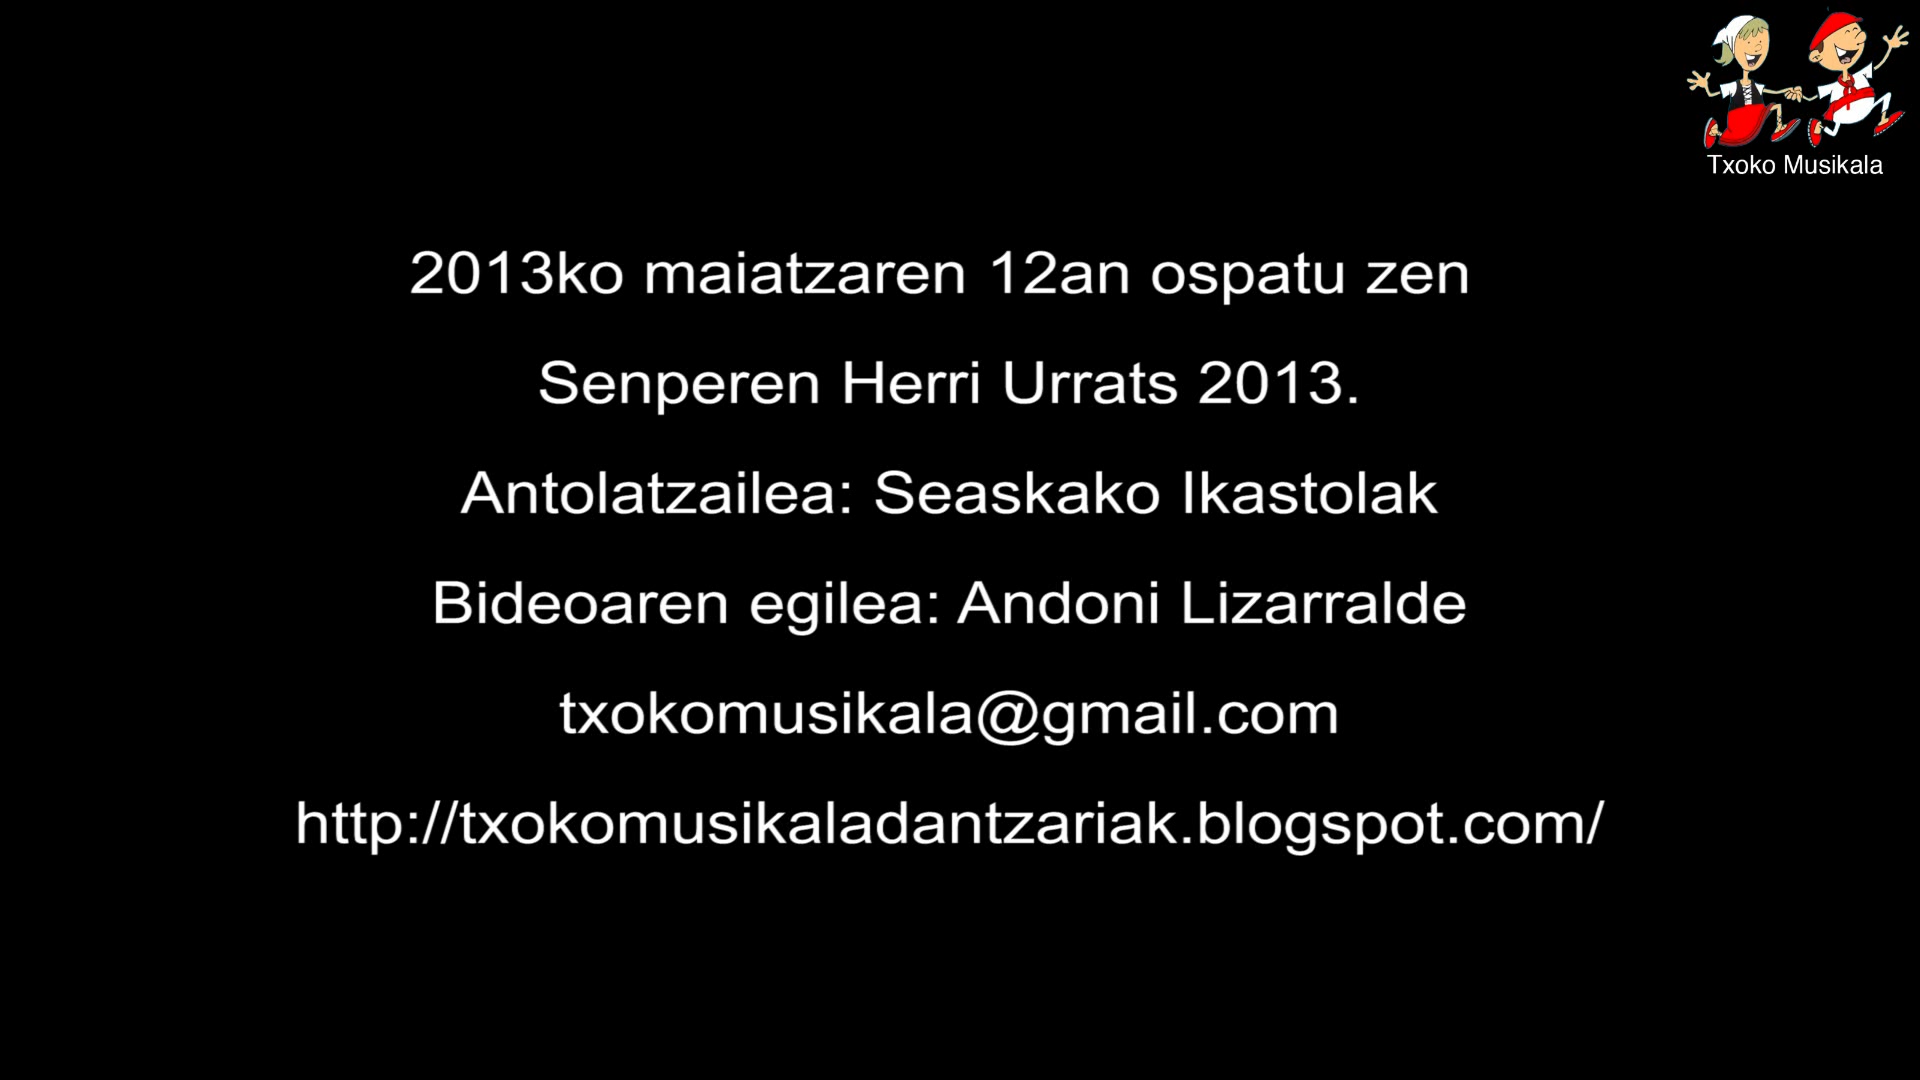 Txoko Musikala
2013ko maiatzaren 12an ospatu zen
Senperen Herri Urrats 2013.
Antolatzailea: Seaskako Ikastolak
Bideoaren egilea: Andoni Lizarralde
txokomusikala@gmail.com
http://txokomusikaladantzariak.blogspot.com/